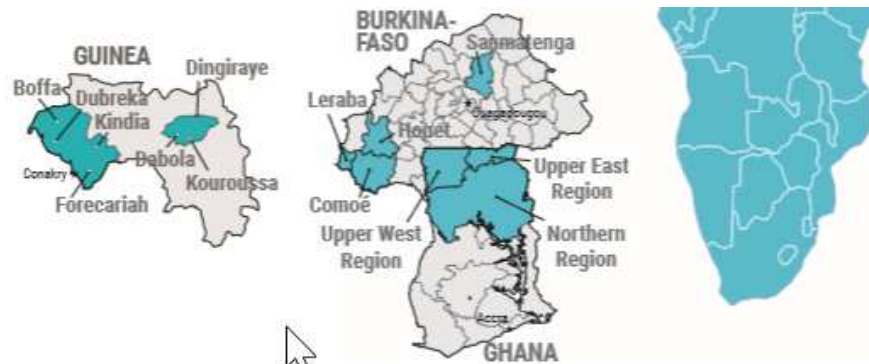 GUINEA
Dingiraye
Boffa
Dubreka
Kindia
Dabola
Conakry
Kouroussa
Forecariah
BURKINA-
FASO
Sanmatenga
Leraba
Ouagadougou
Houet
Upper East
Region
Comoé
Upper West
Region
Northern
Region
Accra
GHANA